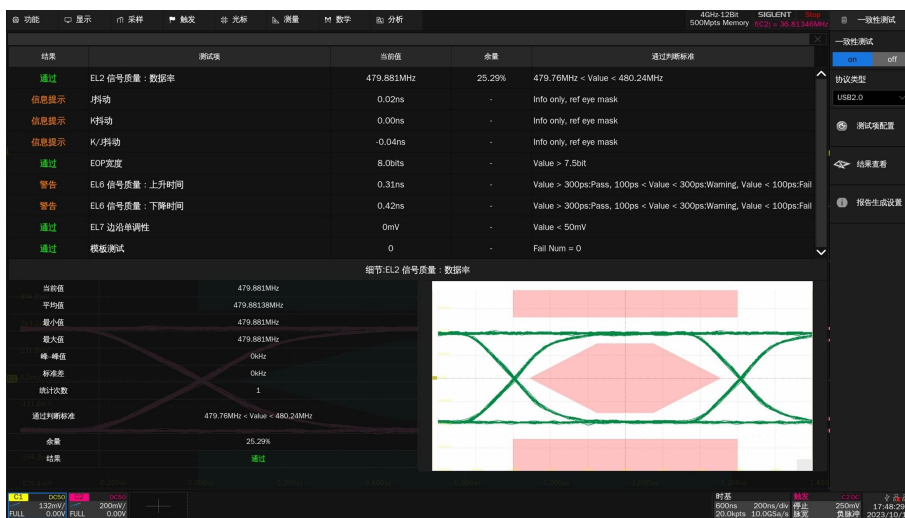 功能 显示 采样 触发 光标 测量 数学 分析 4GHz-12Bit SIGLENT Stop 一致性测试
500Mpts Memory f(C2) = 36.81346MHz
一致性测试
on off
协议类型
USB2.0
测试项配置
结果查看
报告生成设置
结果 测试项 当前值 余量 通过判断标准
通过 EL2 信号质量：数据率 479.881MHz 25.29% 479.76MHz < Value < 480.24MHz
信息提示 J抖动 0.02ns - Info only, ref eye mask
信息提示 K抖动 0.00ns - Info only, ref eye mask
信息提示 K/J抖动 -0.04ns - Info only, ref eye mask
通过 EOP宽度 8.0bits - Value > 7.5bit
警告 EL6 信号质量：上升时间 0.31ns - Value > 300ps:Pass, 100ps < Value < 300ps:Warning, Value < 100ps:Fail
警告 EL6 信号质量：下降时间 0.42ns - Value > 300ps:Pass, 100ps < Value < 300ps:Warning, Value < 100ps:Fail
通过 EL7 边沿单调性 0mV - Value < 50mV
通过 模板测试 0 - Fail Num = 0
细节:EL2 信号质量：数据率
当前值 479.881MHz
平均值 479.88138MHz
最小值 479.881MHz
最大值 479.881MHz
峰-峰值 0kHz
标准差 0kHz
统计次数 1
通过判断标准 479.76MHz < Value < 480.24MHz
余量 25.29%
结果 通过
C1 DC50 C2 DC50 时基 触发 C2 DC
132mV/ 200mV/ 600ns 200ns/div 停止 250mV 17:48:29
FULL 0.00V FULL 0.00V 20.0kpts 10.0GSa/s 脉宽 负脉冲